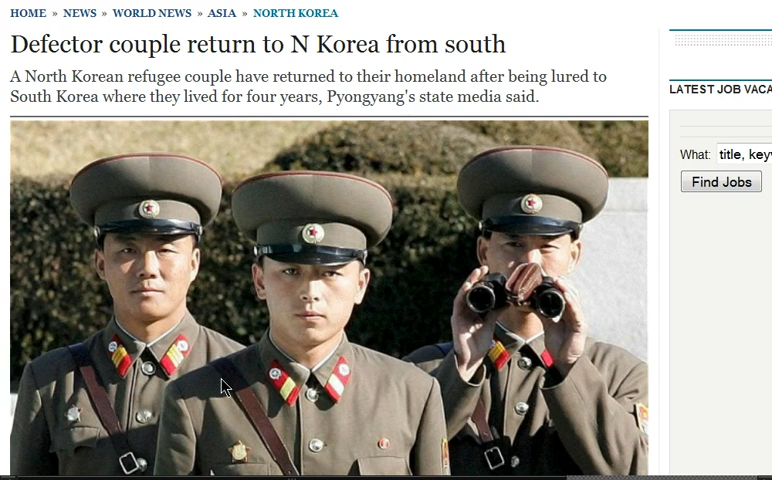 HOME » NEWS » WORLD NEWS » ASIA » NORTH KOREA
Defector couple return to N Korea from south
A North Korean refugee couple have returned to their homeland after being lured to
South Korea where they lived for four years, Pyongyang's state media said.
LATEST JOB VACA
What: title, key
Find Jobs